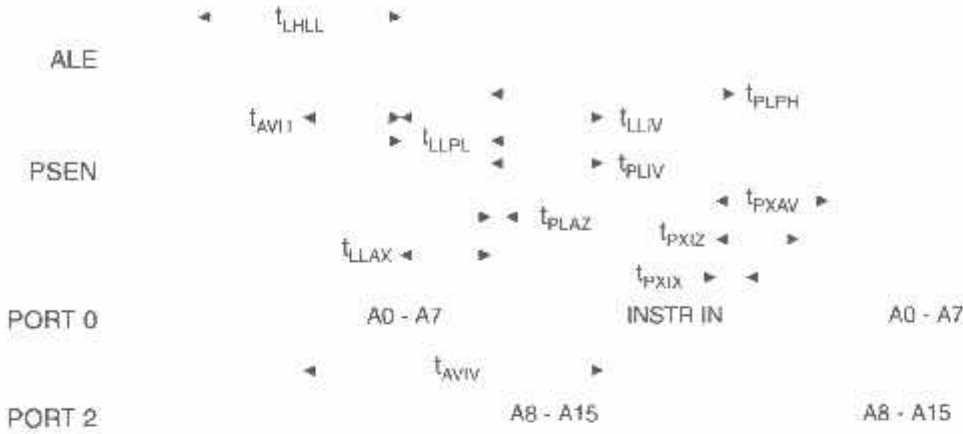 tLHLL
ALE
tPLPH
tAVLL tLLIV
tLLPL
PSEN tPLIV
tPXAV
tPLAZ
tPXIZ
tLLAX
tPXIX
PORT 0 A0 - A7 INSTR IN A0 - A7
tAVIV
PORT 2 A8 - A15 A8 - A15